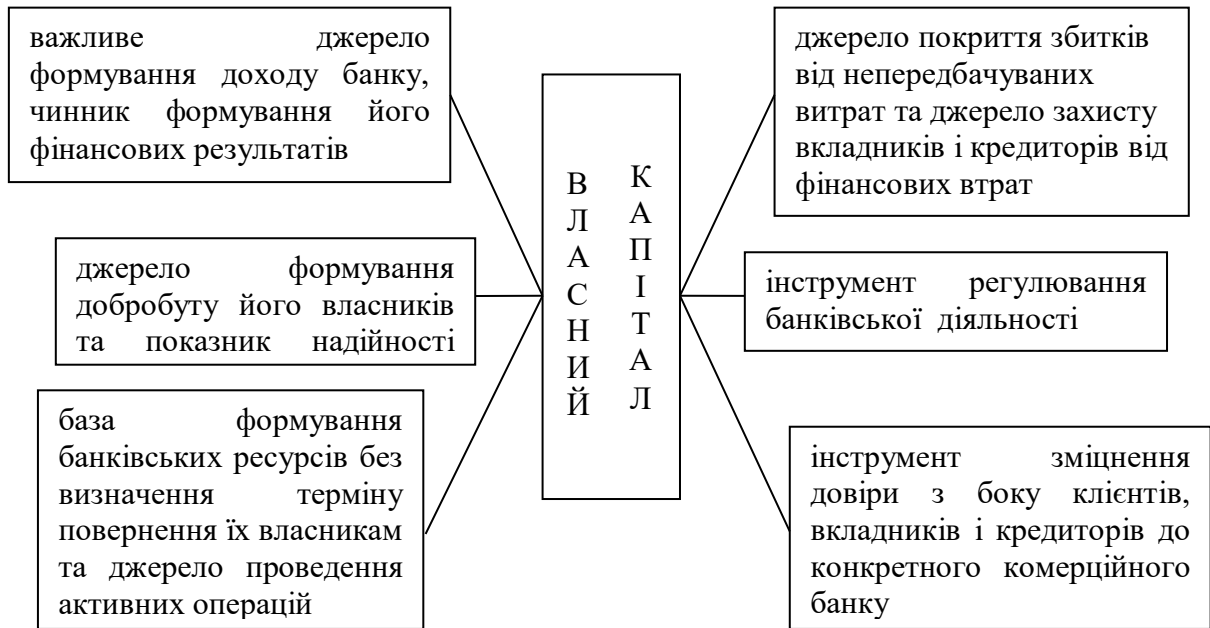 важливе джерело
формування доходу банку,
чинник формування його
фінансових результатів
джерело формування
добробуту його власників
та показник надійності
база формування
банківських ресурсів без
визначення терміну
повернення їх власникам
та джерело проведення
активних операцій
ВЛАСНИЙ
КАПІТАЛ
джерело покриття збитків
від непередбачуваних
витрат та джерело захисту
вкладників і кредиторів від
фінансових втрат
інструмент регулювання
банківської діяльності
інструмент зміцнення
довіри з боку клієнтів,
вкладників і кредиторів до
конкретного комерційного
банку